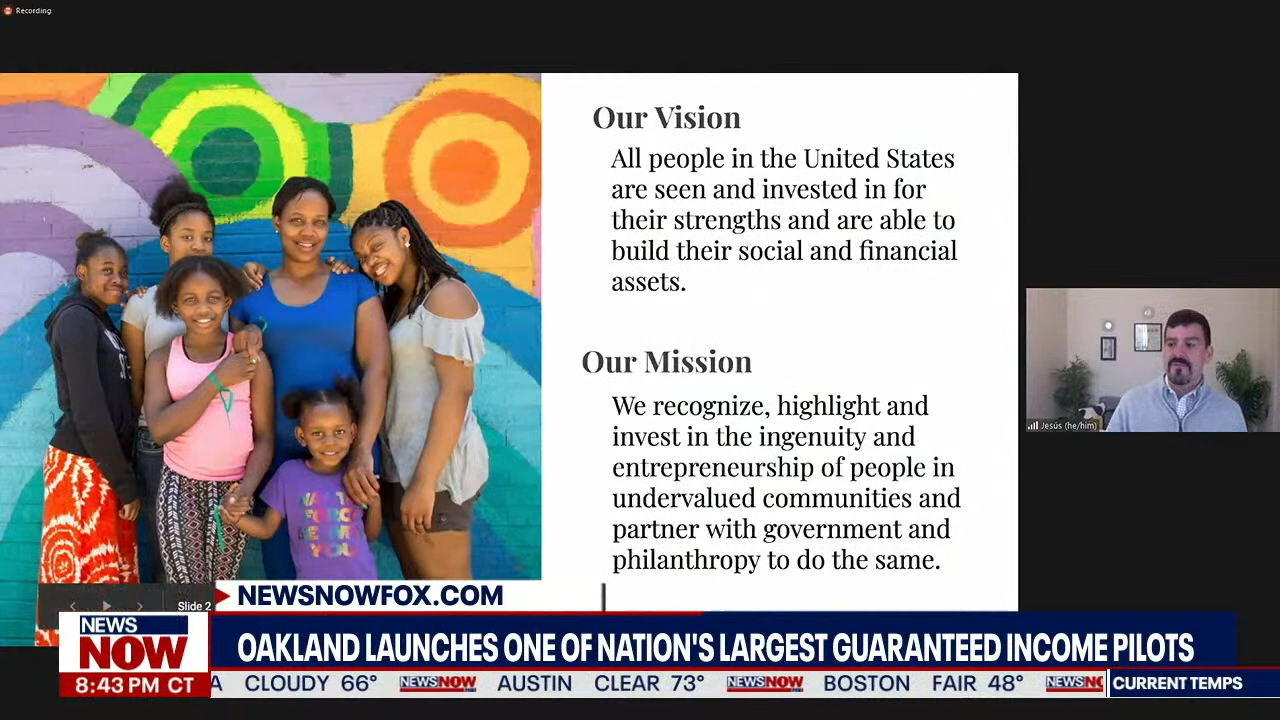 Recording
Our Vision
All people in the United States
are seen and invested in for
their strengths and are able to
build their social and financial
assets.
Our Mission
We recognize, highlight and
invest in the ingenuity and
entrepreneurship of people in
undervalued communities and
partner with government and
philanthropy to do the same.
Jesús (he/him)
Slide 2
NEWSNOWFOX.COM
NEWS
NOW
OAKLAND LAUNCHES ONE OF NATION'S LARGEST GUARANTEED INCOME PILOTS
8:43 PM CT
A CLOUDY 66° NEWSNOW AUSTIN CLEAR 73° NEWSNOW BOSTON FAIR 48° NEWSNO CURRENT TEMPS